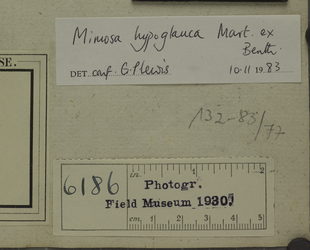 Mimosa hypoglauca Mart. ex
Benth.
SE.
DET. conf. G.P. Lewis 10·11 1983
132-83/77
6186
Photogr.
Field Museum 1930.
1 2
cm. 1 2 3 4 5